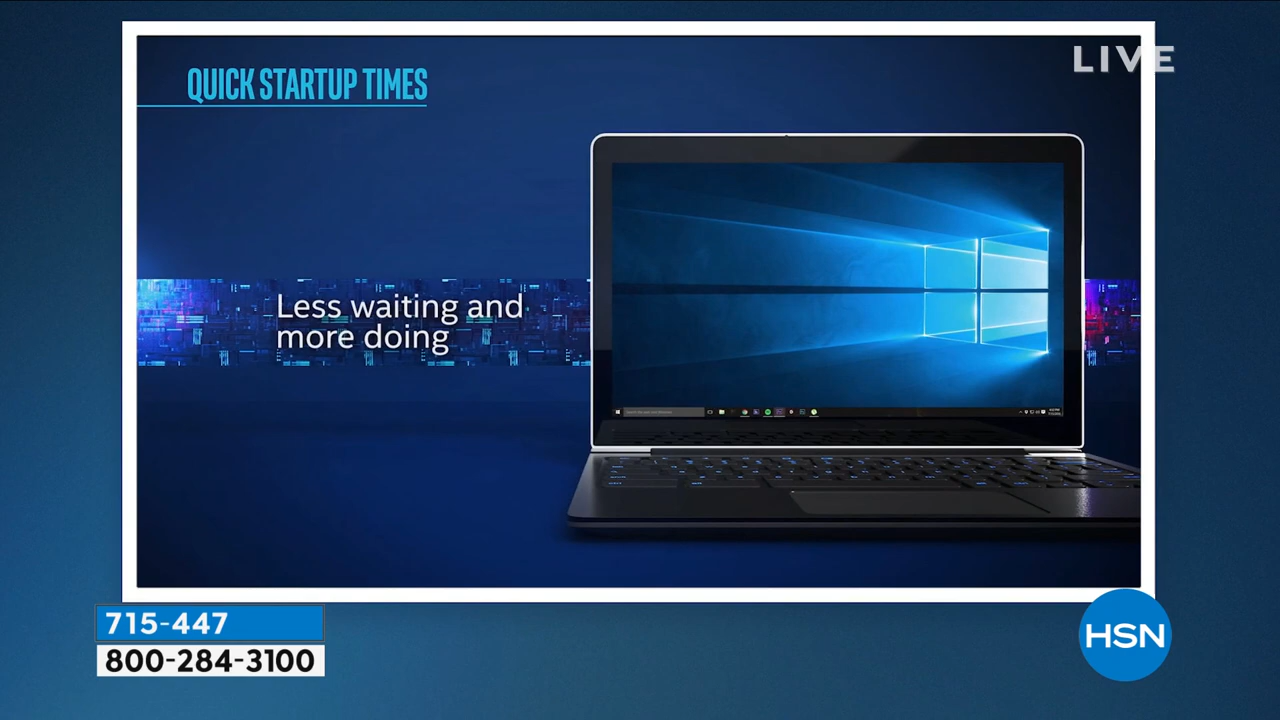 LIVE
QUICK STARTUP TIMES
Less waiting and
more doing
715-447
800-284-3100
HSN